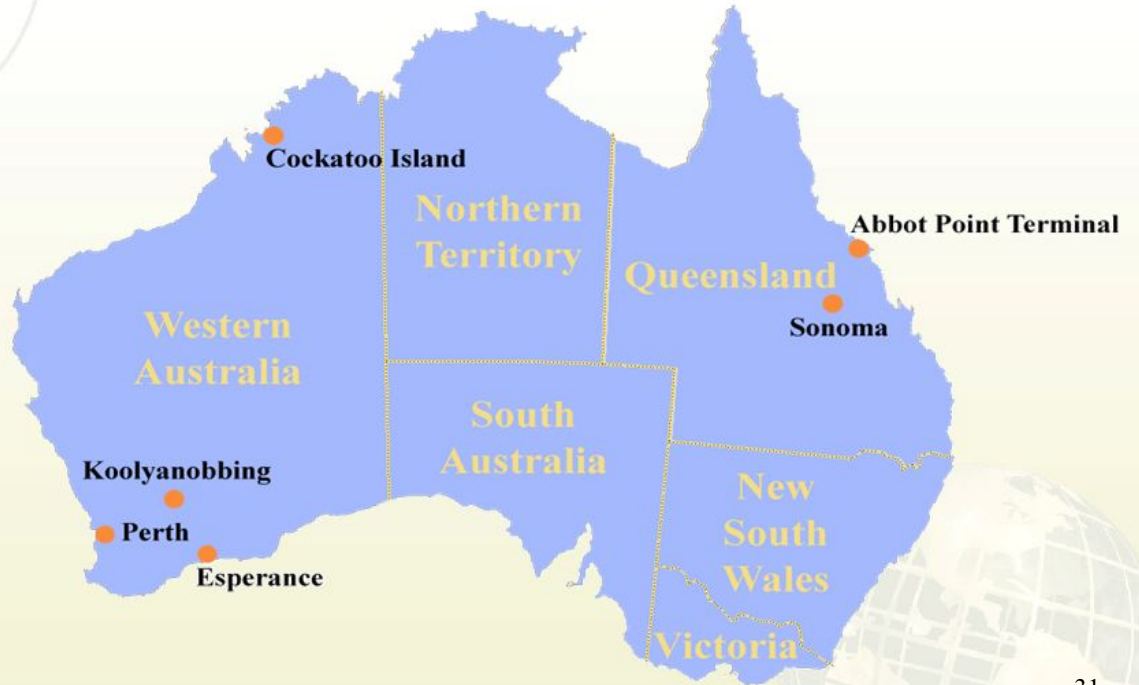 Cockatoo Island
Northern
Territory
Abbot Point Terminal
Queensland
Sonoma
Western
Australia
South
Australia
Koolyanobbing
Perth
Esperance
New
South
Wales
Victoria
31